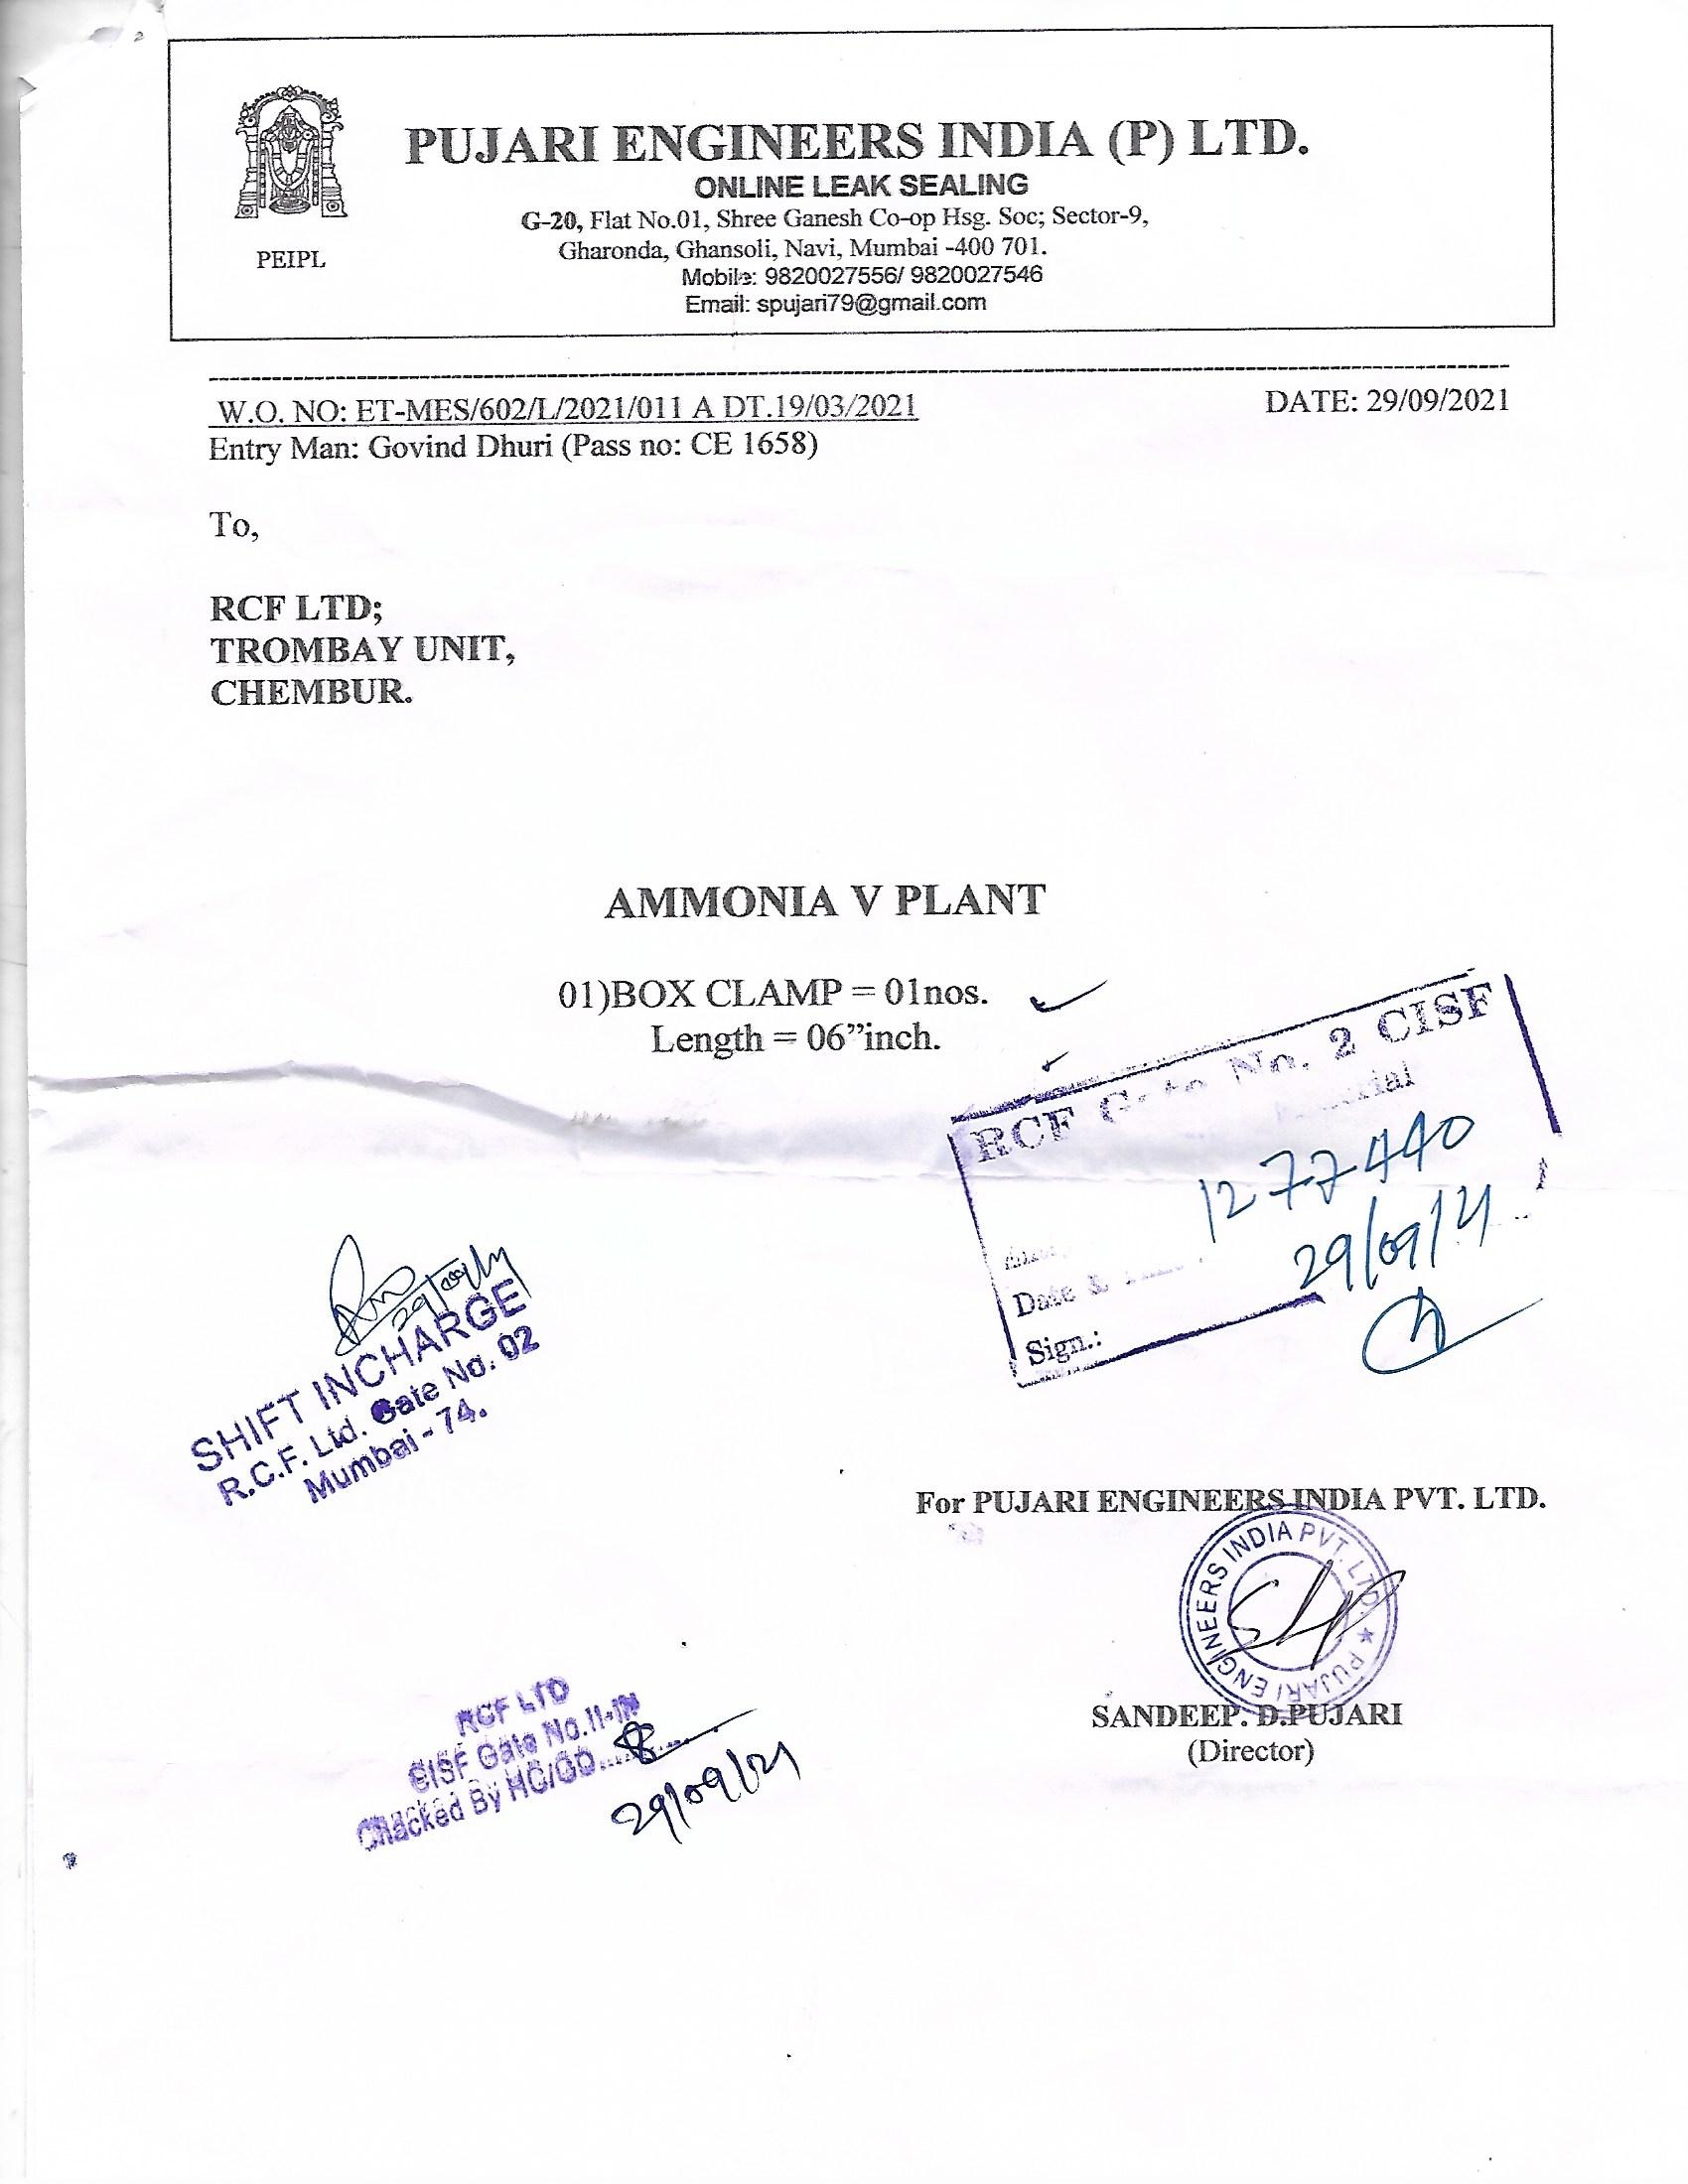 PUJARI ENGINEERS INDIA (P) LTD.
ONLINE LEAK SEALING
G-20, Flat No.01, Shree Ganesh Co-op Hsg. Soc; Sector-9,
Gharonda, Ghansoli, Navi, Mumbai -400 701.
Mobile: 9820027556/ 9820027546
Email: spujari79@gmail.com
PEIPL
W.O. NO: ET-MES/602/L/2021/011 A DT.19/03/2021
DATE: 29/09/2021
Entry Man: Govind Dhuri (Pass no: CE 1658)
To,
RCF LTD;
TROMBAY UNIT,
CHEMBUR.
AMMONIA V PLANT
01)BOX CLAMP = 01nos.
Length = 06”inch.
RCF Gate No. 2 CISF
1277440
Date &
29/09/21
Sign.:
29/09/21
SHIFT INCHARGE
R.C.F. Ltd. Gate No. 02
Mumbai - 74.
For PUJARI ENGINEERS INDIA PVT. LTD.
PUJARI ENGINEERS INDIA PVT. LTD. ★
SANDEEP. D.PUJARI
(Director)
RCF LTD
CISF Gate No.II-IN
Checked By HC/GD..........
29/09/21